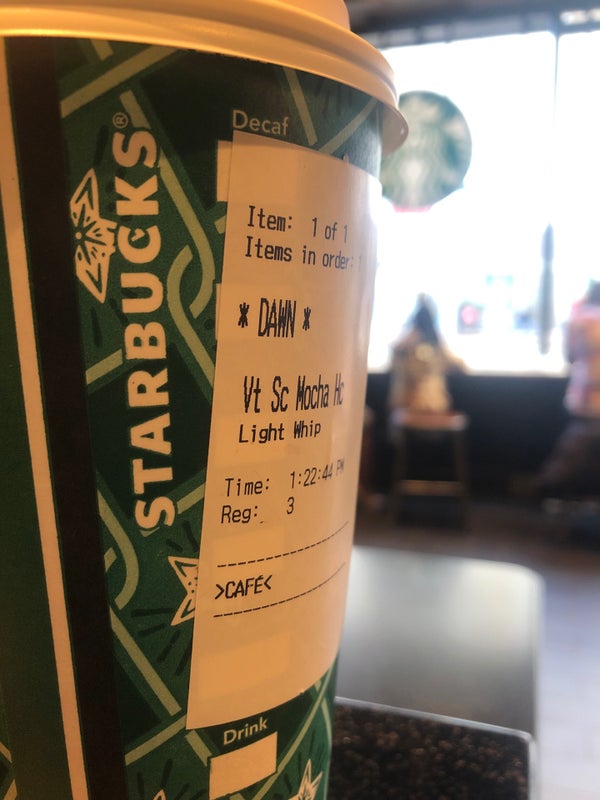 STARBUCKS®
Decaf
Item: 1 of 1
Items in order: 1
* DAWN *
Vt Sc Mocha Hc
Light Whip
Time: 1:22:44 PM
Reg: 3
>CAFÉ<
Drink